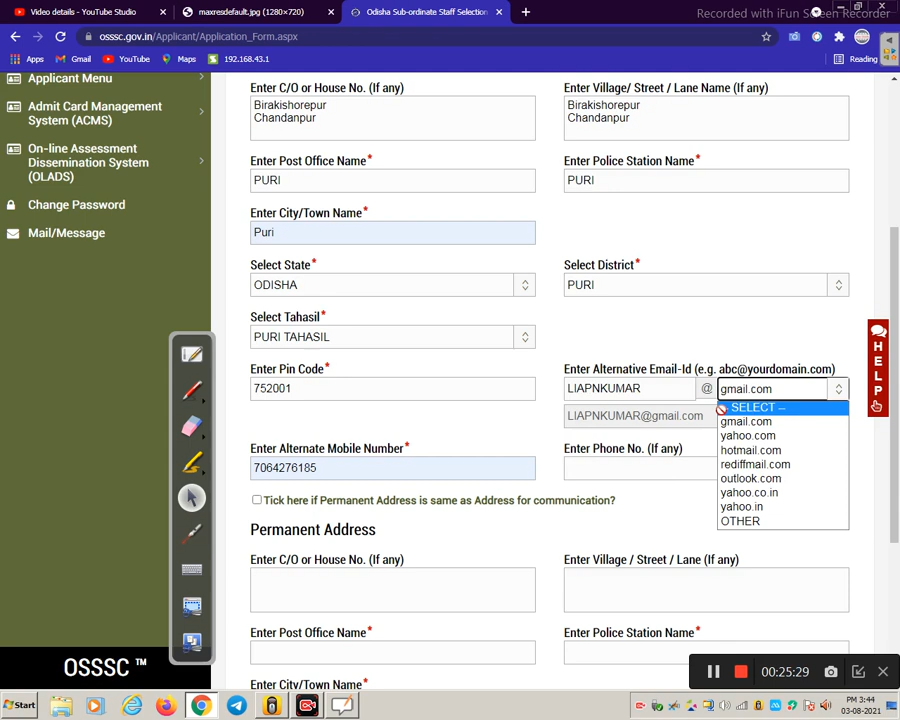 Video details - YouTube Studio
maxresdefault.jpg (1280×720)
Odisha Sub-ordinate Staff Selection
Recorded with iFun Screen Recorder
osssc.gov.in/Applicant/Application_Form.aspx
Apps
Gmail
YouTube
Maps
192.168.43.1
Reading
Applicant Menu
Admit Card Management
System (ACMS)
On-line Assessment
Dissemination System
(OLADS)
Change Password
Mail/Message
OSSSC ™
Enter C/O or House No. (If any)
Birakishorepur
Chandanpur
Enter Village/ Street / Lane Name (If any)
Birakishorepur
Chandanpur
Enter Post Office Name*
PURI
Enter Police Station Name*
PURI
Enter City/Town Name*
Puri
Select State*
ODISHA
Select District*
PURI
Select Tahasil*
PURI TAHASIL
Enter Pin Code*
752001
Enter Alternative Email-Id (e.g. abc@yourdomain.com)
LIAPNKUMAR @ gmail.com
LIAPNKUMAR@gmail.com
SELECT --
gmail.com
yahoo.com
hotmail.com
rediffmail.com
outlook.com
yahoo.co.in
yahoo.in
OTHER
Enter Alternate Mobile Number*
7064276185
Enter Phone No. (If any)
Tick here if Permanent Address is same as Address for communication?
Permanent Address
Enter C/O or House No. (If any)
Enter Village / Street / Lane (If any)
Enter Post Office Name*
Enter Police Station Name*
Enter City/Town Name
HELP
00:25:29
Start
PM 3:44
03-08-2021